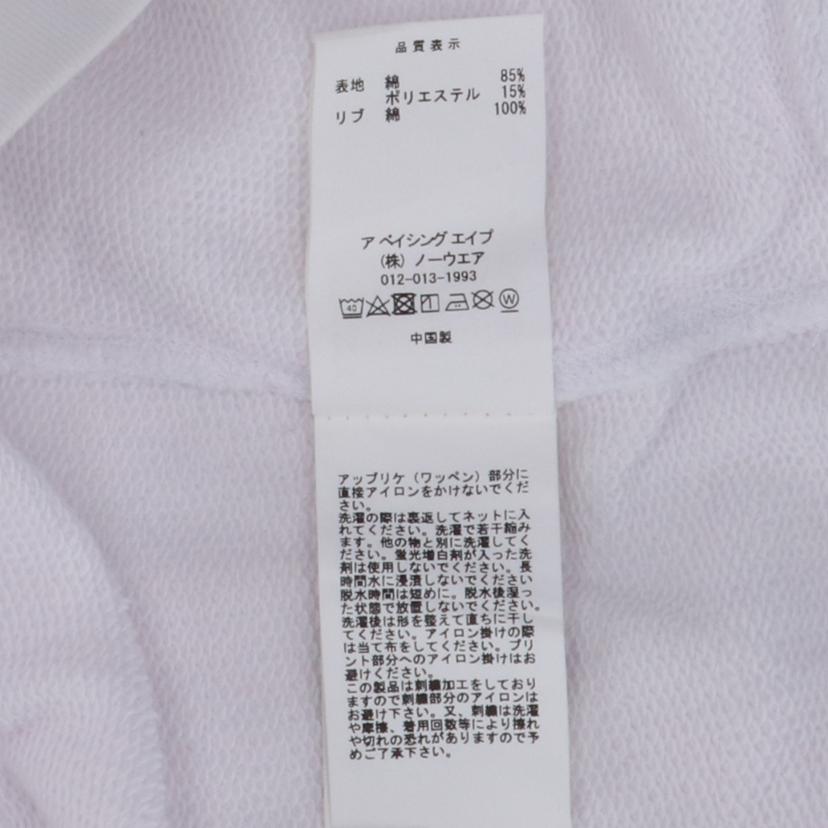 品質表示
表地 綿 85%
ポリエステル 15%
リブ 綿 100%
ア ベイシング エイプ
(株) ノーウエア
012-013-1993
40 W
中国製
アップリケ(ワッペン)部分に
直接アイロンをかけないでくだ
さい。
洗濯の際は裏返してネットに入
れてください。洗濯で若干縮み
ます。他の物と別に洗濯してく
ださい。蛍光増白剤が入った洗
剤は使用しないでください。長
時間水に浸漬しないでください
脱水時間は短めに。脱水後湿っ
た状態で放置しないでください。
洗濯後は形を整えて直ちに干し
てください。アイロン掛けの際
は当て布をしてください。プリ
ント部分へのアイロン掛けはお
避けください。
この製品は刺繍加工をしており
ますので刺繍部分のアイロンは
お避け下さい。又、刺繍は洗濯
や摩擦、着用回数等により擦れ
や切れの恐れがありますので予
めご了承下さい。